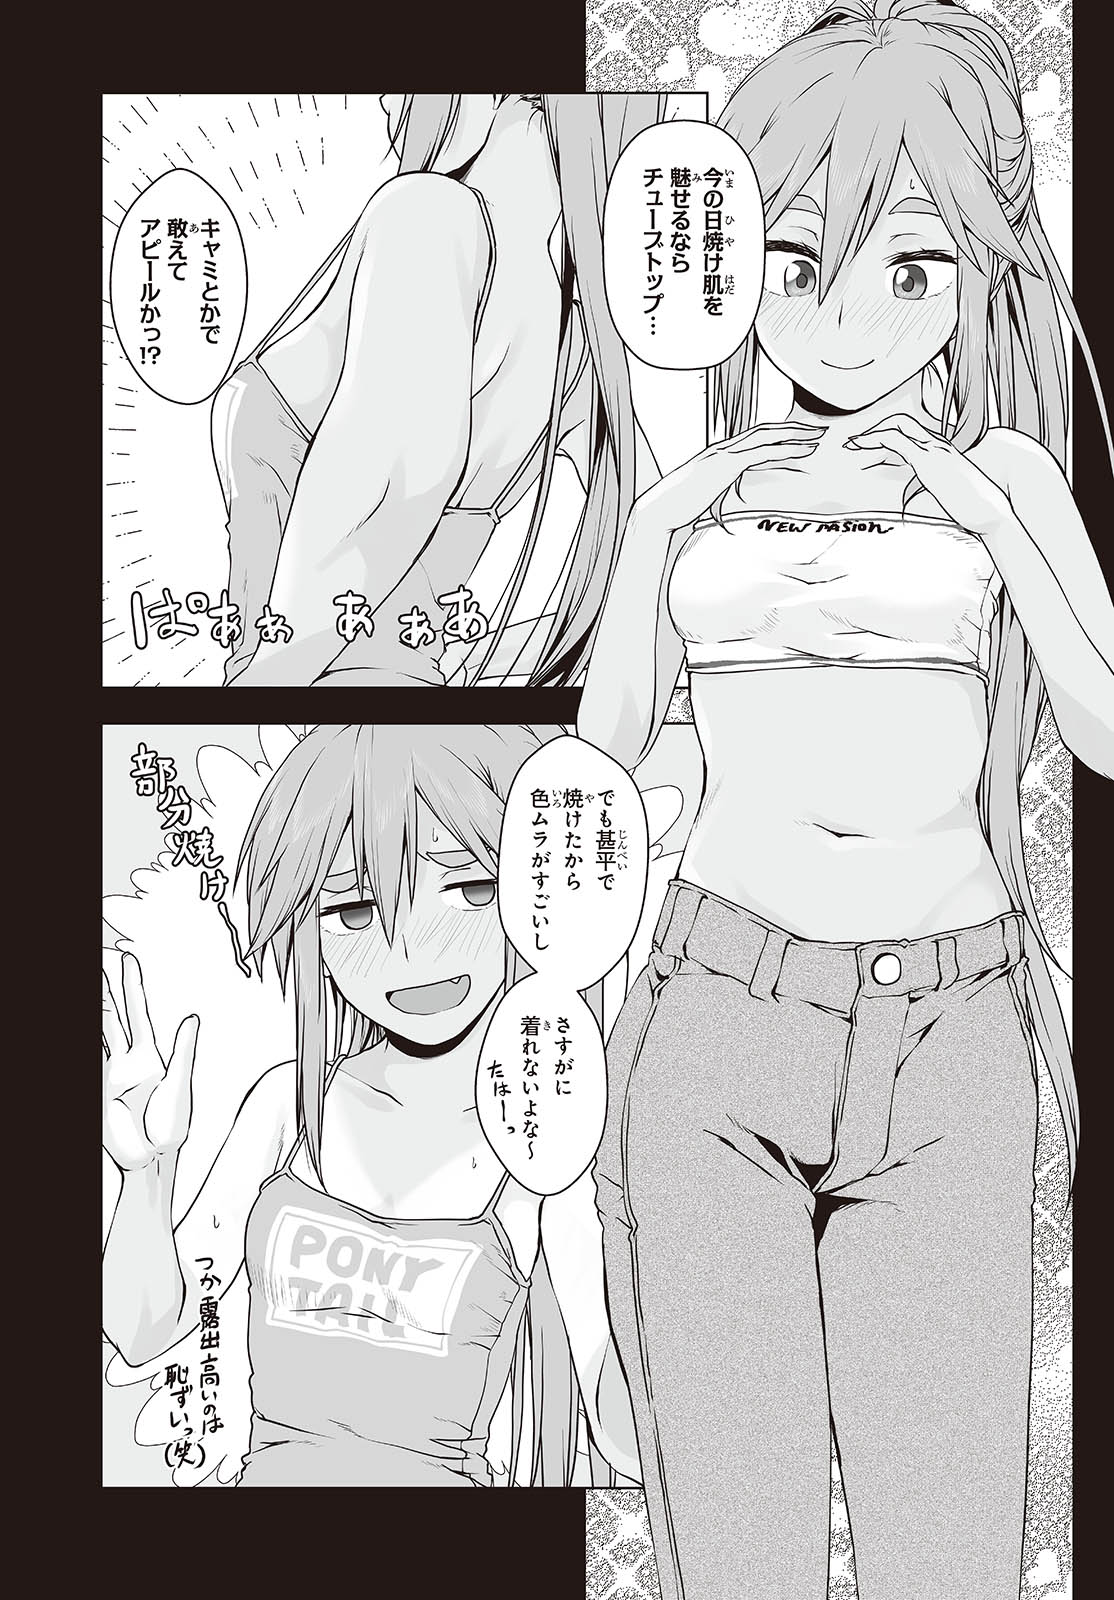 今の日焼け肌を
魅せるなら
チューブトップ…
NEW PASION
キャミとかで
敢えて
アピールかっ!?
ぱぁぁぁぁぁあ
でも甚平で
焼けたから
色ムラがすごいし
さすがに
着れないよな〜
たはーっ
部分焼けー
PONY
TAIL
つか露出高いのは
恥ずいっ(笑)